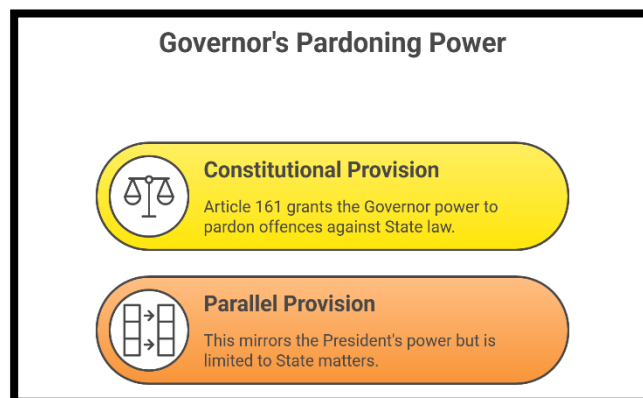 Governor's Pardoning Power
Constitutional Provision
Article 161 grants the Governor power to
pardon offences against State law.
Parallel Provision
This mirrors the President's power but is
limited to State matters.